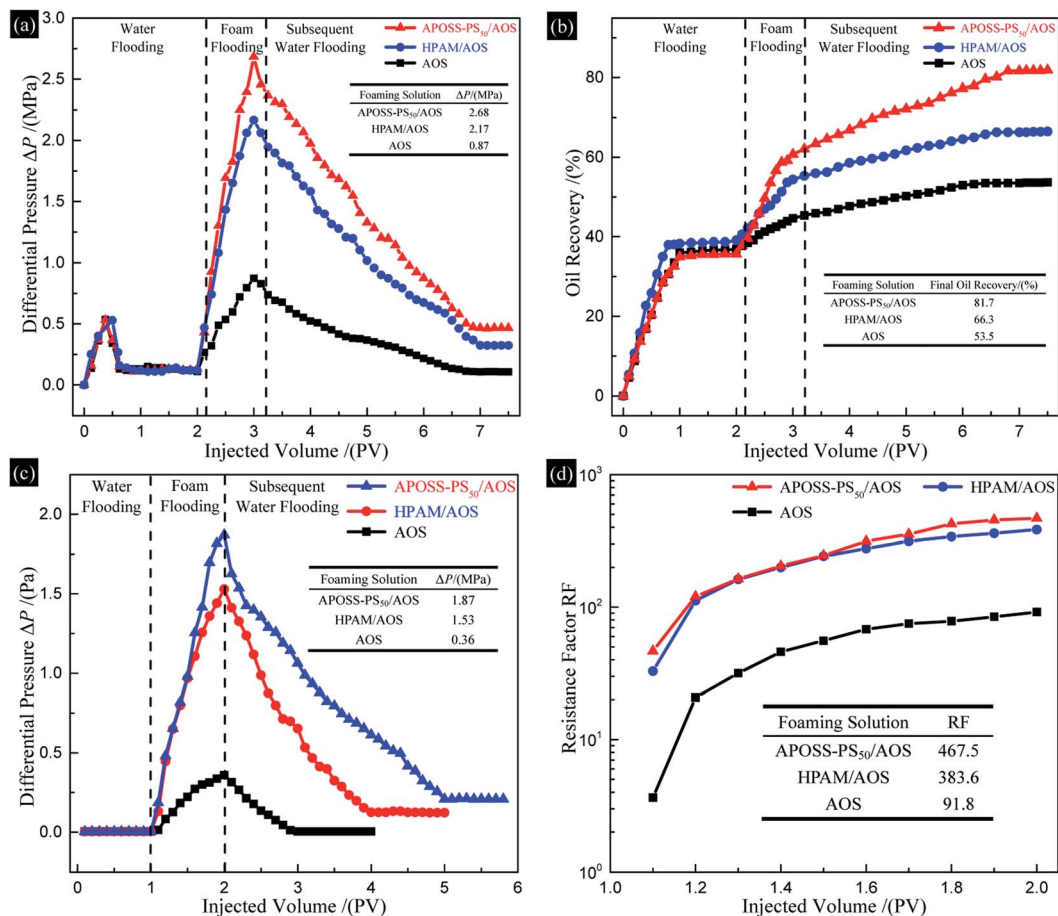 (a)
Water
Flooding
Foam
Flooding
Subsequent
Water Flooding
APOSS-PS50/AOS
HPAM/AOS
AOS
Foaming Solution ΔP/(MPa)
APOSS-PS50/AOS 2.68
HPAM/AOS 2.17
AOS 0.87
Differential Pressure ΔP /(MPa)
3.0
2.5
2.0
1.5
1.0
0.5
0.0
0 1 2 3 4 5 6 7
Injected Volume /(PV)
(b)
Water
Flooding
Foam
Flooding
Subsequent
Water Flooding
APOSS-PS50/AOS
HPAM/AOS
AOS
Oil Recovery /(%)
80
60
40
20
0
Foaming Solution Final Oil Recovery/(%)
APOSS-PS50/AOS 81.7
HPAM/AOS 66.3
AOS 53.5
0 1 2 3 4 5 6 7
Injected Volume /(PV)
(c)
Water
Flooding
Foam
Flooding
Subsequent
Water Flooding
APOSS-PS50/AOS
HPAM/AOS
AOS
Foaming Solution ΔP/(MPa)
APOSS-PS50/AOS 1.87
HPAM/AOS 1.53
AOS 0.36
Differential Pressure ΔP /(Pa)
2.0
1.5
1.0
0.5
0.0
0 1 2 3 4 5 6
Injected Volume /(PV)
(d)
APOSS-PS50/AOS HPAM/AOS
AOS
Resistance Factor RF
10^3
10^2
10^1
10^0
Foaming Solution RF
APOSS-PS50/AOS 467.5
HPAM/AOS 383.6
AOS 91.8
1.0 1.2 1.4 1.6 1.8 2.0
Injected Volume /(PV)